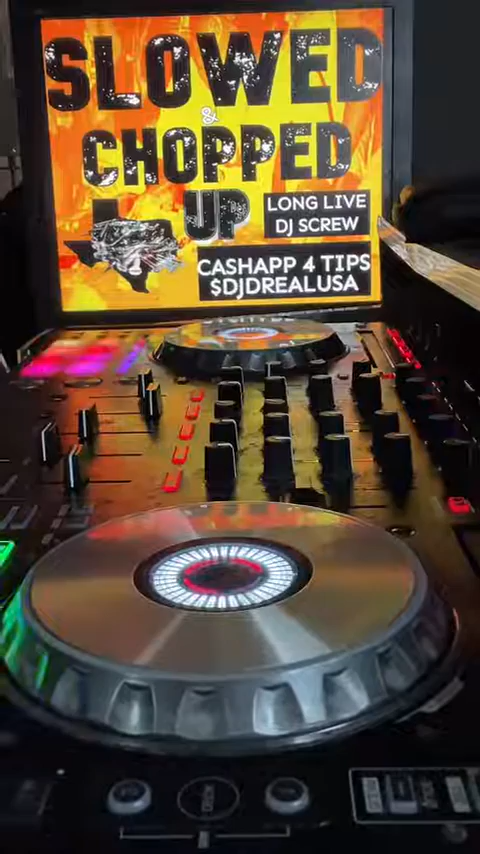 SLOWED
&
CHOPPED
UP
LONG LIVE
DJ SCREW
CASHAPP 4 TIPS
$DJDREALUSA